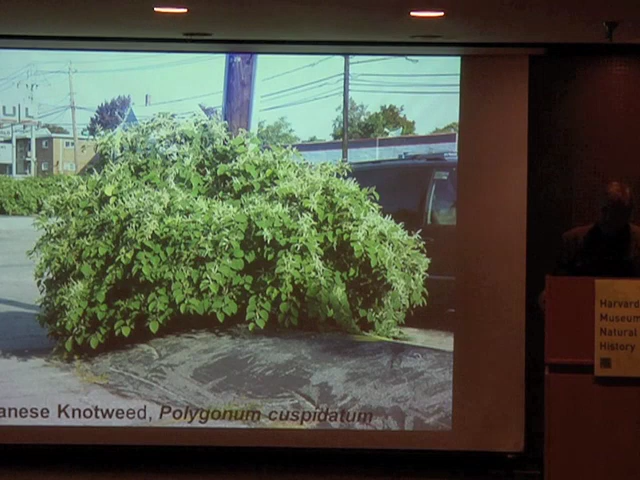 anese Knotweed, Polygonum cuspidatum
Harvard
Museum
Natural
History